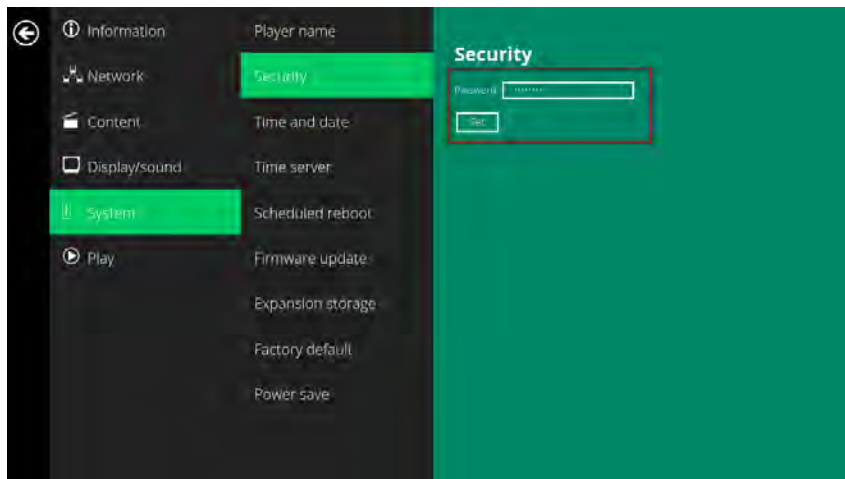 Information
Network
Content
Display/sound
System
Play
Player name
Security
Time and date
Time server
Scheduled reboot
Firmware update
Expansion storage
Factory default
Power save
Security
Password
Set